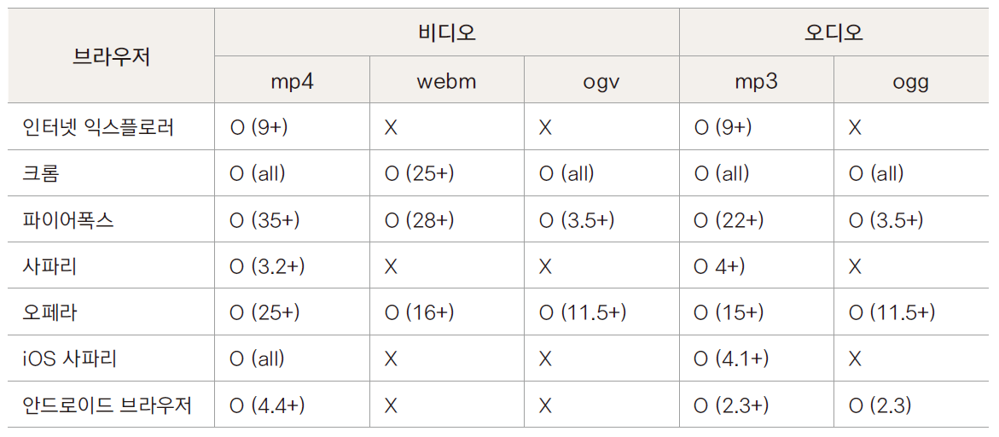 브라우저 비디오 오디오
mp4 webm ogv mp3 ogg
인터넷 익스플로러 O (9+) X X O (9+) X
크롬 O (all) O (25+) O (all) O (all) O (all)
파이어폭스 O (35+) O (28+) O (3.5+) O (22+) O (3.5+)
사파리 O (3.2+) X X O 4+) X
오페라 O (25+) O (16+) O (11.5+) O (15+) O (11.5+)
iOS 사파리 O (all) X X O (4.1+) X
안드로이드 브라우저 O (4.4+) X X O (2.3+) O (2.3)